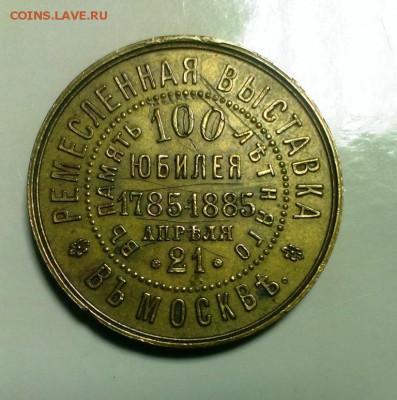 COINS.LAVE.RU
РЕМЕСЛЕННАЯ ВЫСТАВКА
ВЪ МОСКВѢ.
ВЪ ПАМЯТЬ 100 ЛѢТНЯГО
ЮБИЛЕЯ
1785-1885
АПРѢЛЯ
21